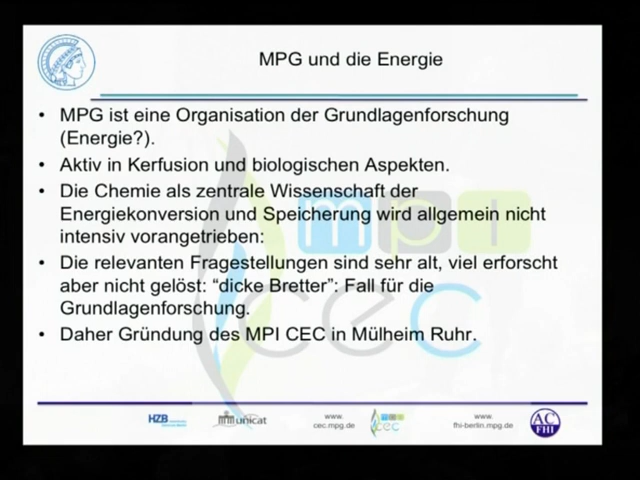 MPG und die Energie
• MPG ist eine Organisation der Grundlagenforschung
(Energie?).
• Aktiv in Kerfusion und biologischen Aspekten.
• Die Chemie als zentrale Wissenschaft der
Energiekonversion und Speicherung wird allgemein nicht
intensiv vorangetrieben:
• Die relevanten Fragestellungen sind sehr alt, viel erforscht
aber nicht gelöst: “dicke Bretter”: Fall für die
Grundlagenforschung.
• Daher Gründung des MPI CEC in Mülheim Ruhr.
mpi
cec
HZB
unicat
www.
cec.mpg.de
cec
www.
fhi-berlin.mpg.de
AC
FHI